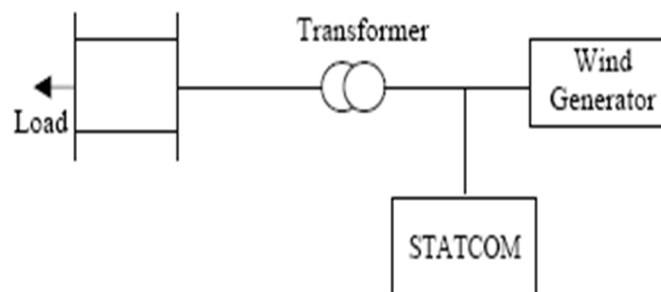 Transformer
Wind
Generator
Load
STATCOM